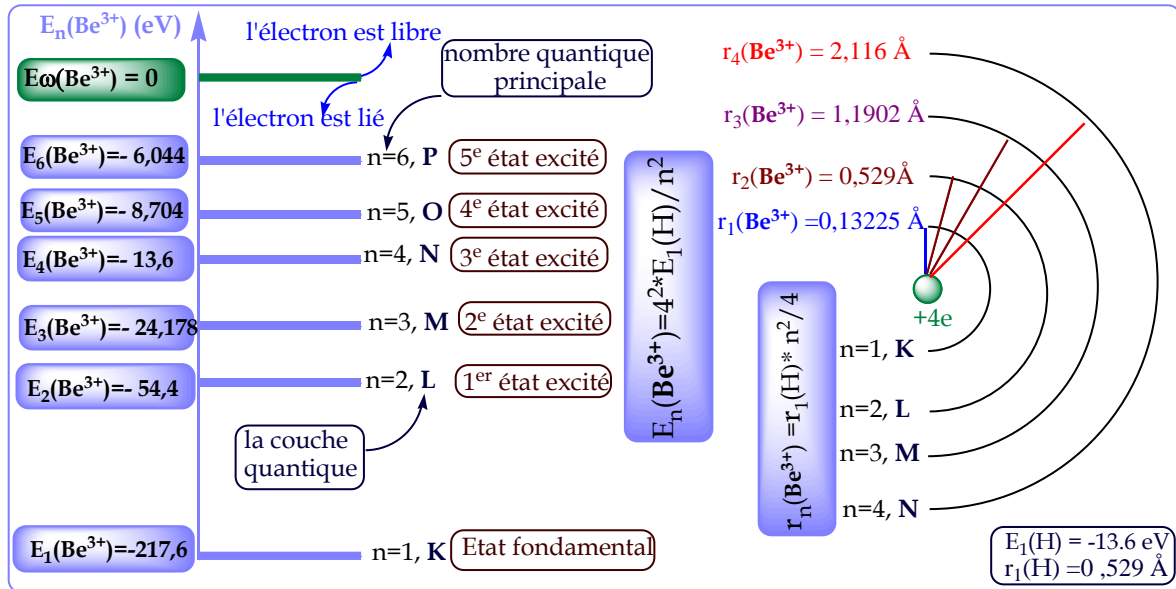 E_n(Be³⁺) (eV)
l'électron est libre
Eω(Be³⁺) = 0
l'électron est lié
nombre quantique
principale
E₆(Be³⁺)=- 6,044
n=6, P
5ᵉ état excité
E₅(Be³⁺)=- 8,704
n=5, O
4ᵉ état excité
E₄(Be³⁺)=- 13,6
n=4, N
3ᵉ état excité
E₃(Be³⁺)=- 24,178
n=3, M
2ᵉ état excité
E₂(Be³⁺)=- 54,4
n=2, L
1ᵉʳ état excité
la couche
quantique
E₁(Be³⁺)=-217,6
n=1, K
Etat fondamental
E_n(Be³⁺)=4²*E₁(H)/n²
r₄(Be³⁺) = 2,116 Å
r₃(Be³⁺) = 1,1902 Å
r₂(Be³⁺) = 0,529Å
r₁(Be³⁺)=0,13225 Å
+4e
r_n(Be³⁺) =r₁(H)* n²/4
n=1, K
n=2, L
n=3, M
n=4, N
E₁(H) = -13.6 eV
r₁(H) =0 ,529 Å